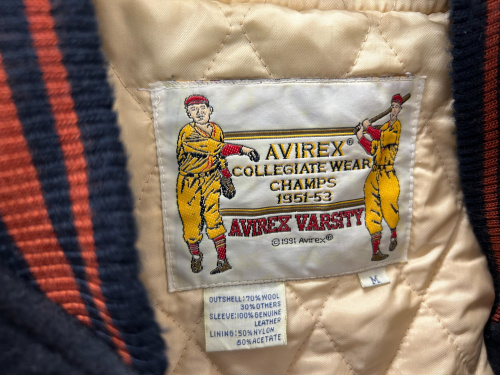 AVIREX®
COLLEGIATE WEAR
CHAMPS
1951-53
AVIREX VARSITY
©1991 Avirex®
M
OUTSHELL:70%WOOL
30%OTHERS
SLEEVE:100%GENUINE
LEATHER
LINING:50%NYLON
50%ACETATE